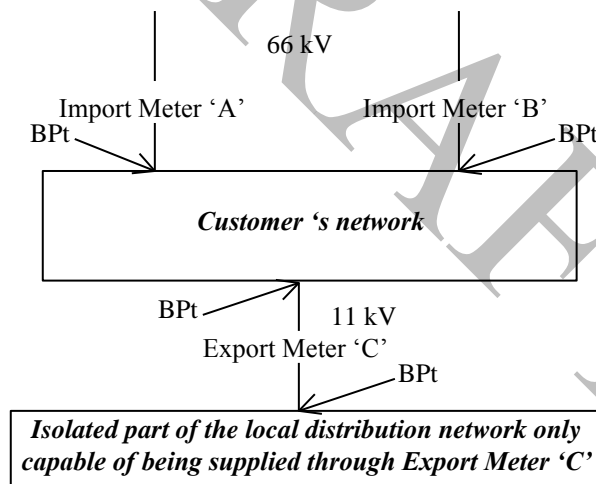 66 kV
Import Meter ‘A’
Import Meter ‘B’
BPt
BPt
Customer ‘s network
BPt
11 kV
Export Meter ‘C’
BPt
Isolated part of the local distribution network only
capable of being supplied through Export Meter ‘C’